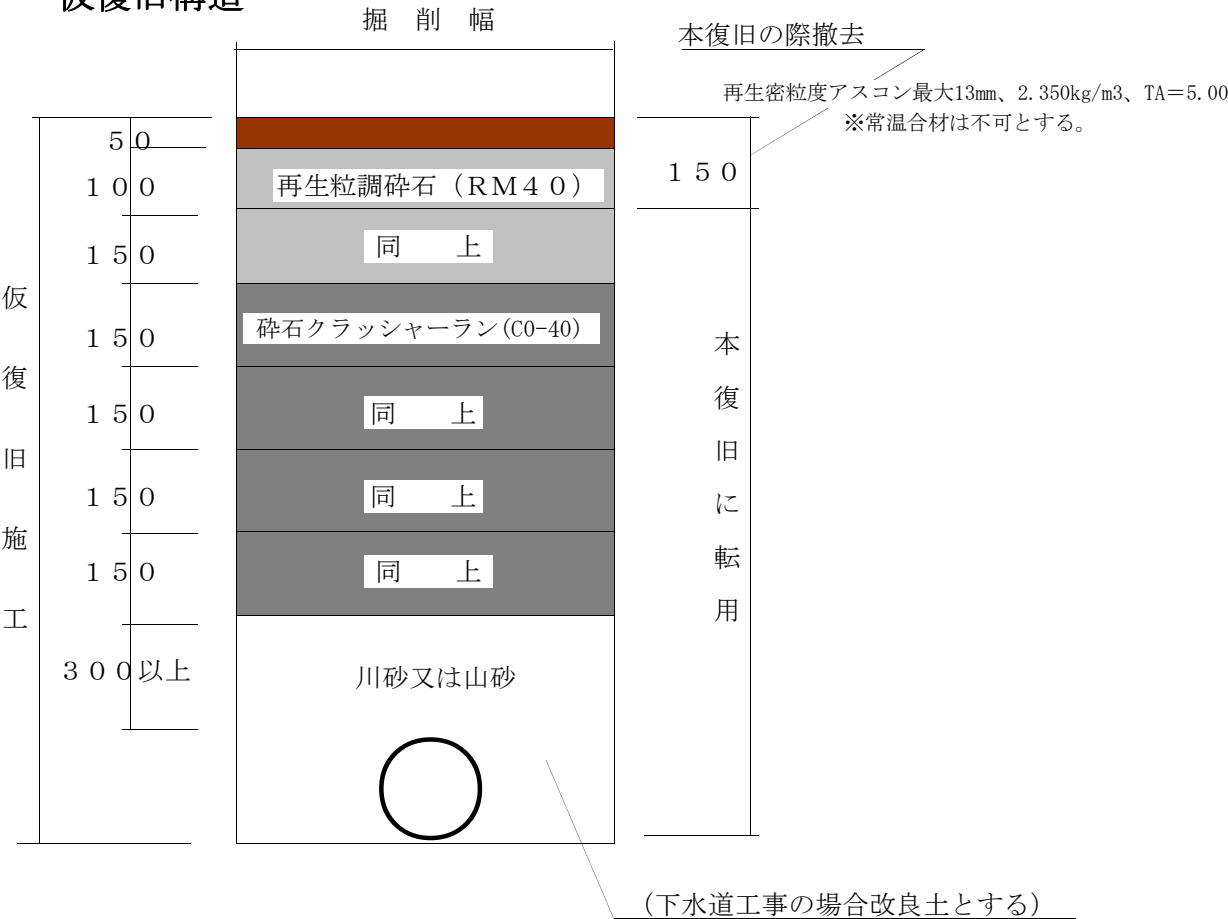 仮復旧構造
掘　削　幅
本復旧の際撤去
再生密粒度アスコン最大13mm、2.350kg/m3、TA＝5.00
※常温合材は不可とする。
５０
１００
再生粒調砕石（ＲＭ４０）
１５０
１５０
同　　上
１５０
砕石クラッシャーラン(C0-40)
１５０
同　　上
１５０
同　　上
１５０
同　　上
３００以上
川砂又は山砂
仮復旧施工
本復旧に転用
(下水道工事の場合改良土とする)